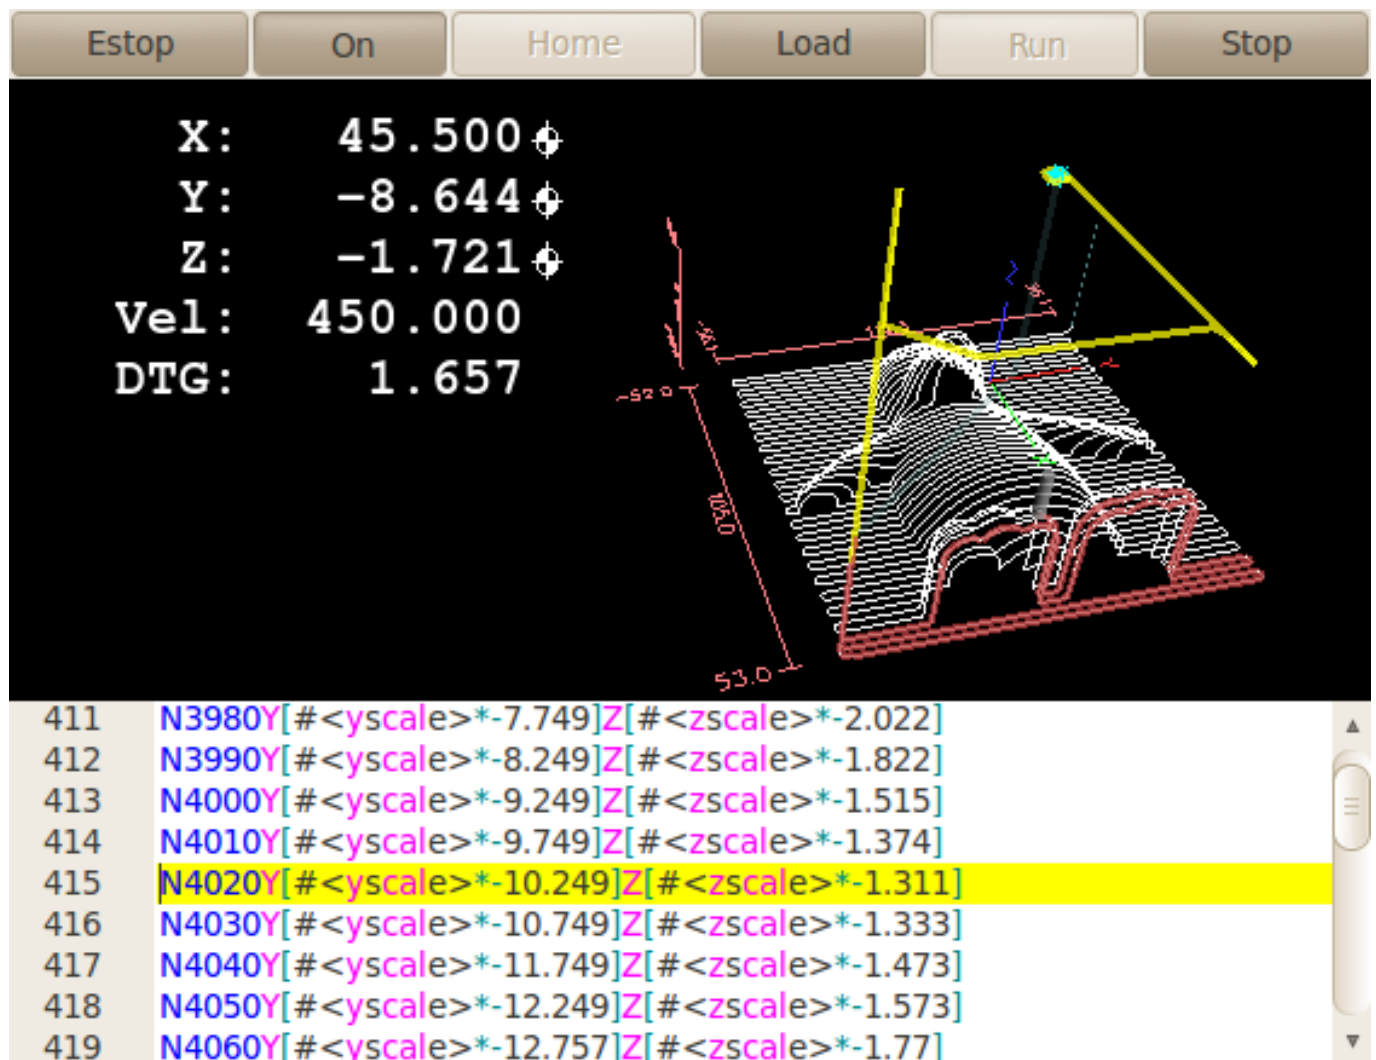 Estop On Home Load Run Stop
X: 45.500
Y: -8.644
Z: -1.721
Vel: 450.000
DTG: 1.657
-52.0
105.0
53.0
411 N3980Y[#<yscale>*-7.749]Z[#<zscale>*-2.022]
412 N3990Y[#<yscale>*-8.249]Z[#<zscale>*-1.822]
413 N4000Y[#<yscale>*-9.249]Z[#<zscale>*-1.515]
414 N4010Y[#<yscale>*-9.749]Z[#<zscale>*-1.374]
415 N4020Y[#<yscale>*-10.249]Z[#<zscale>*-1.311]
416 N4030Y[#<yscale>*-10.749]Z[#<zscale>*-1.333]
417 N4040Y[#<yscale>*-11.749]Z[#<zscale>*-1.473]
418 N4050Y[#<yscale>*-12.249]Z[#<zscale>*-1.573]
419 N4060Y[#<yscale>*-12.757]Z[#<zscale>*-1.77]